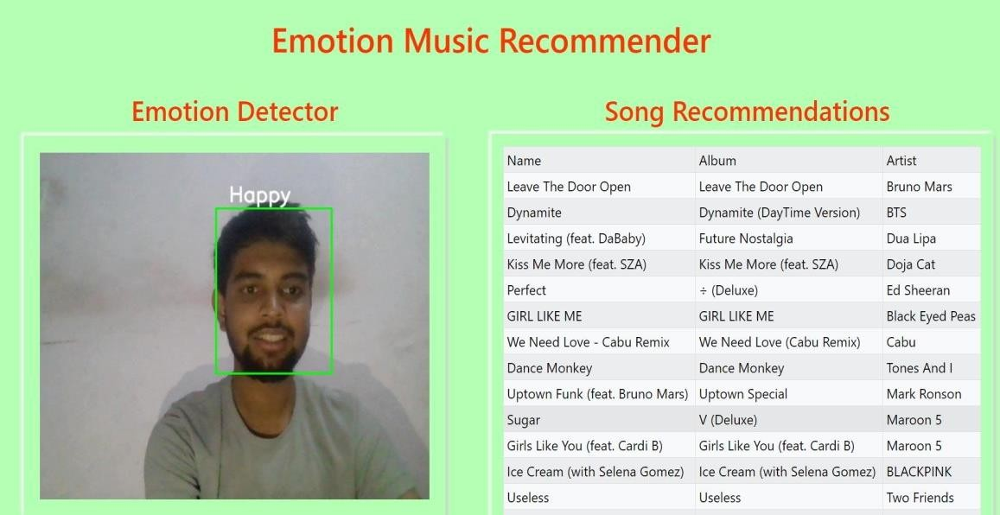 Emotion Music Recommender
Emotion Detector
Happy
Song Recommendations
Name Album Artist
Leave The Door Open Leave The Door Open Bruno Mars
Dynamite Dynamite (DayTime Version) BTS
Levitating (feat. DaBaby) Future Nostalgia Dua Lipa
Kiss Me More (feat. SZA) Kiss Me More (feat. SZA) Doja Cat
Perfect ÷ (Deluxe) Ed Sheeran
GIRL LIKE ME GIRL LIKE ME Black Eyed Peas
We Need Love - Cabu Remix We Need Love (Cabu Remix) Cabu
Dance Monkey Dance Monkey Tones And I
Uptown Funk (feat. Bruno Mars) Uptown Special Mark Ronson
Sugar V (Deluxe) Maroon 5
Girls Like You (feat. Cardi B) Girls Like You (feat. Cardi B) Maroon 5
Ice Cream (with Selena Gomez) Ice Cream (with Selena Gomez) BLACKPINK
Useless Useless Two Friends